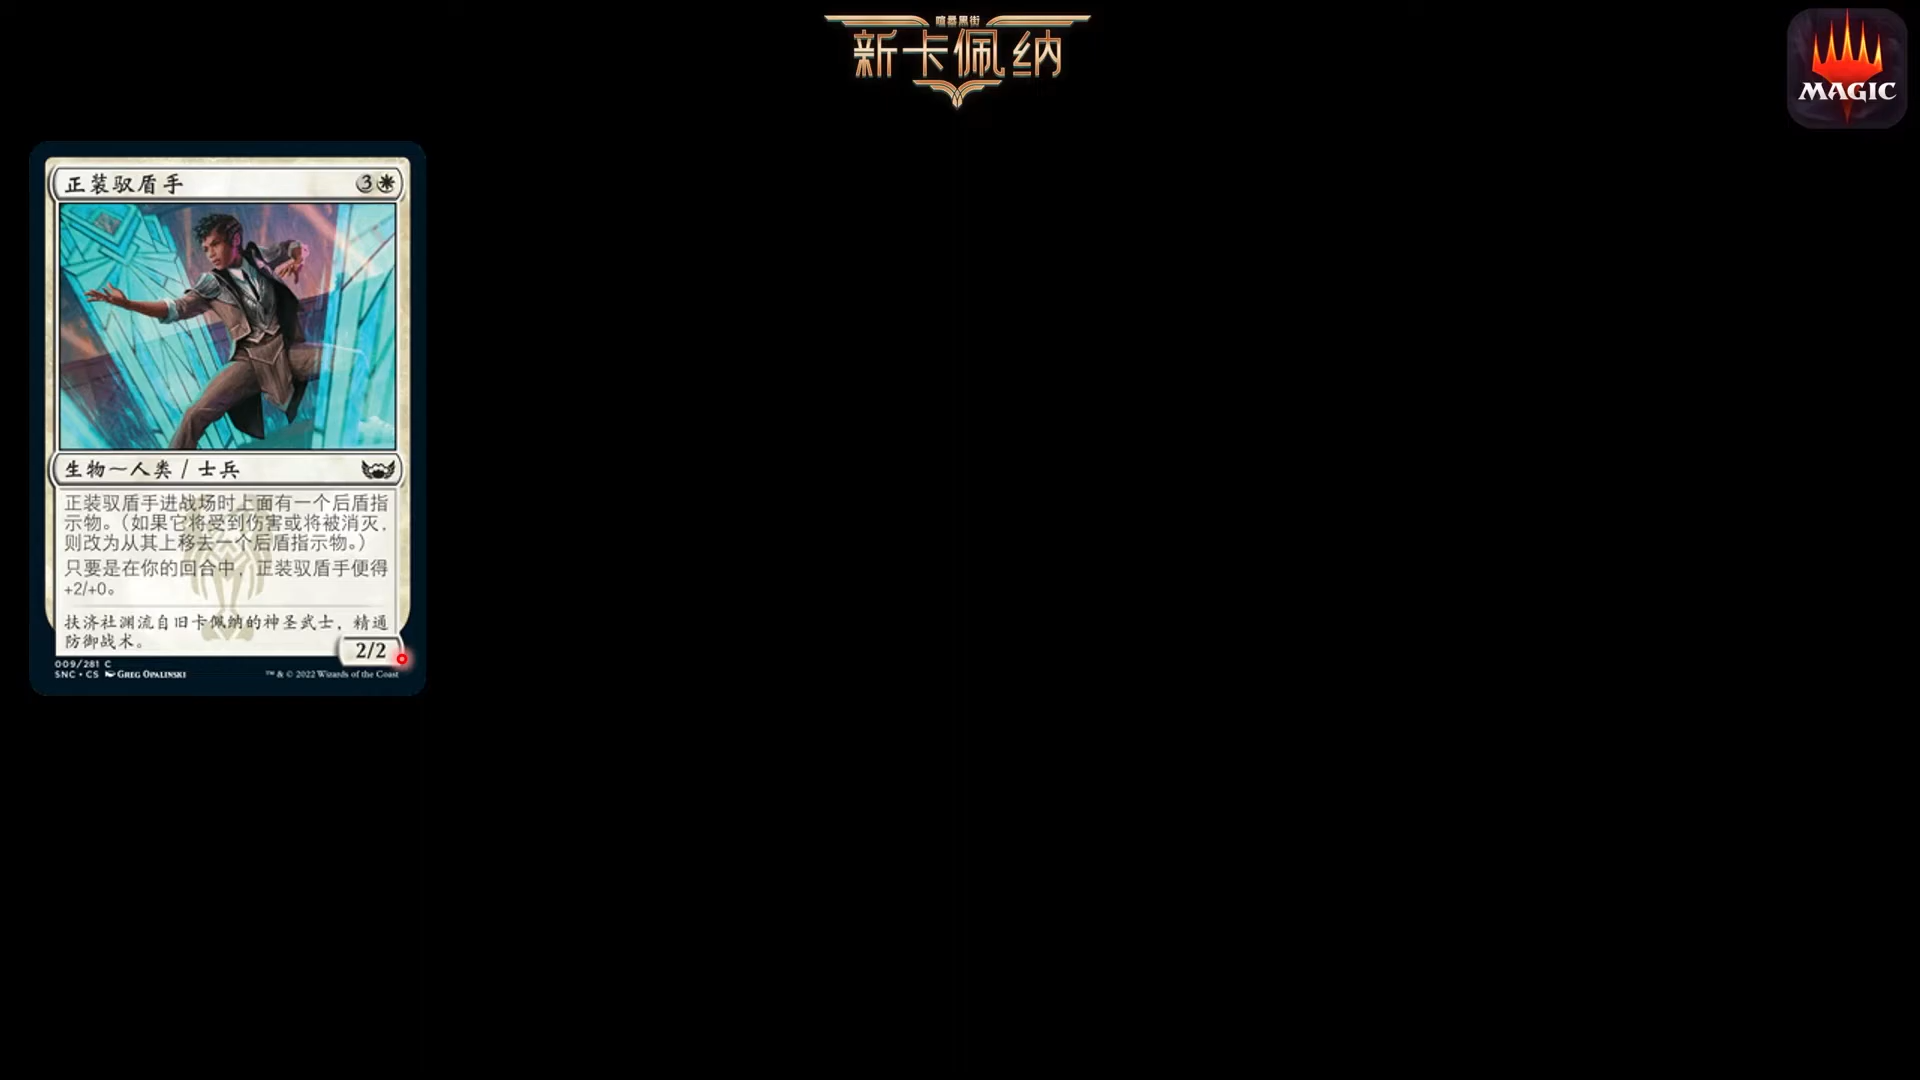 喧嚣黑街
新卡佩纳
MAGIC
正装驭盾手
3
生物～人类 / 士兵
正装驭盾手进战场时上面有一个后盾指
示物。（如果它将受到伤害或将被消灭，
则改为从其上移去一个后盾指示物。）
只要是在你的回合中，正装驭盾手便得
+2/+0。
扶济社渊流自旧卡佩纳的神圣武士，精通
防御战术。
2/2
009/281 C
SNC • CS GREG OPALINSKI
™ & © 2022 Wizards of the Coast